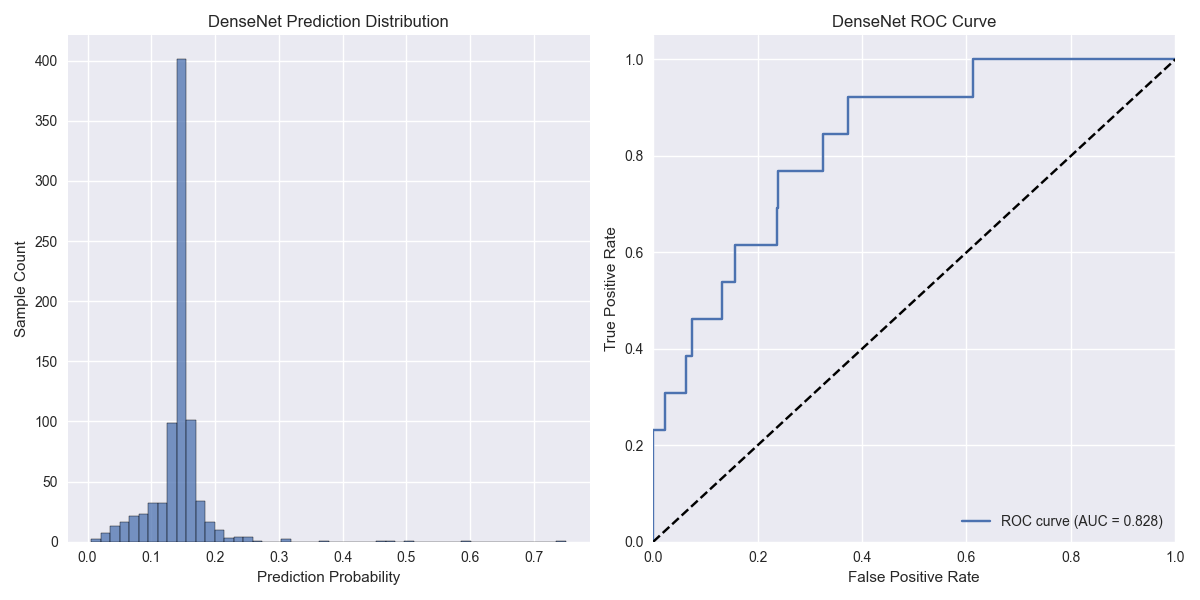 DenseNet Prediction Distribution
400
350
300
250
200
150
100
50
0
Sample Count
0.0 0.1 0.2 0.3 0.4 0.5 0.6 0.7
Prediction Probability
DenseNet ROC Curve
1.0
0.8
0.6
0.4
0.2
0.0
True Positive Rate
ROC curve (AUC = 0.828)
0.0 0.2 0.4 0.6 0.8 1.0
False Positive Rate